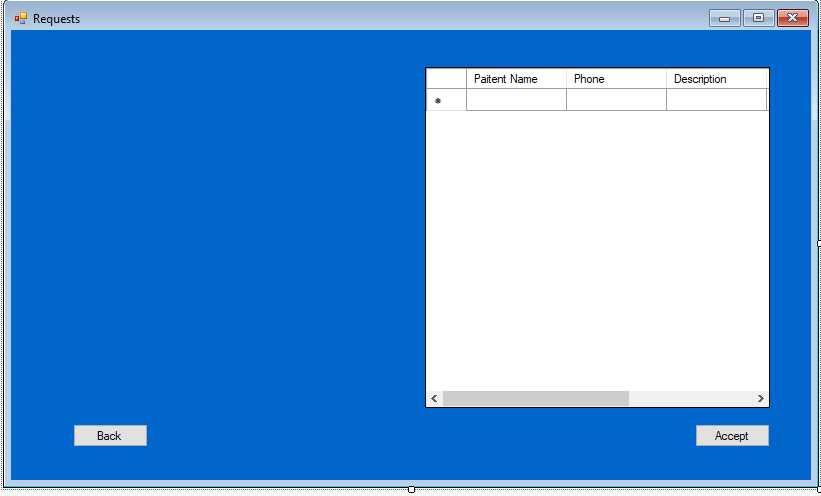 Requests
Paitent Name Phone Description
Back Accept